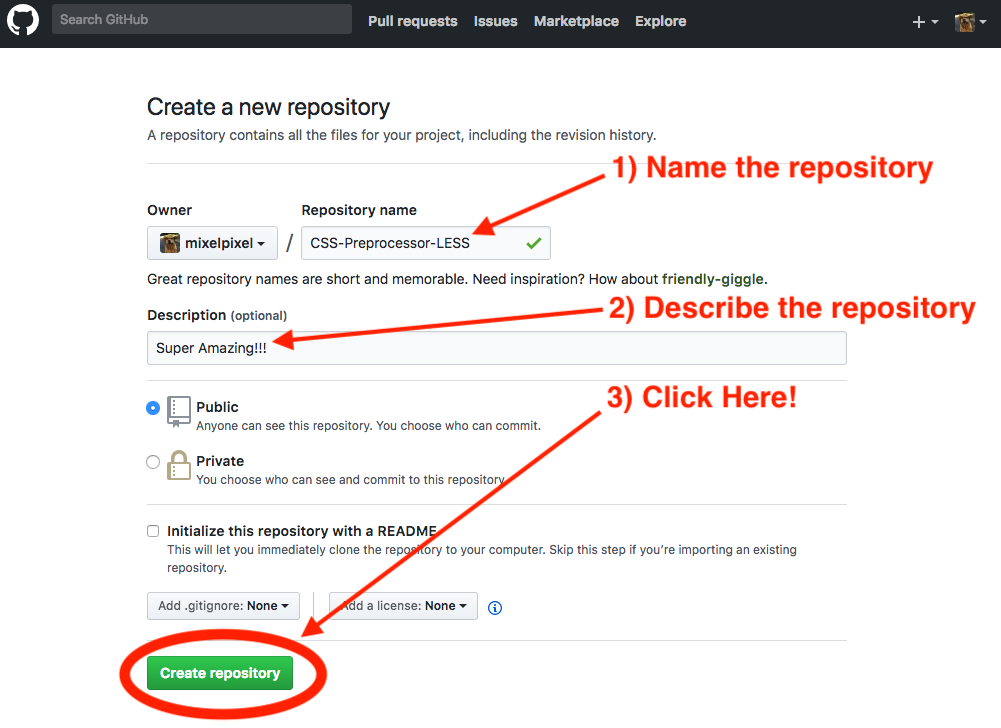 Search GitHub
Pull requests Issues Marketplace Explore
Create a new repository
A repository contains all the files for your project, including the revision history.
1) Name the repository
Owner Repository name
mixelpixel / CSS-Preprocessor-LESS
Great repository names are short and memorable. Need inspiration? How about friendly-giggle.
2) Describe the repository
Description (optional)
Super Amazing!!!
3) Click Here!
Public
Anyone can see this repository. You choose who can commit.
Private
You choose who can see and commit to this repository.
Initialize this repository with a README
This will let you immediately clone the repository to your computer. Skip this step if you’re importing an existing
repository.
Add .gitignore: None Add a license: None
Create repository